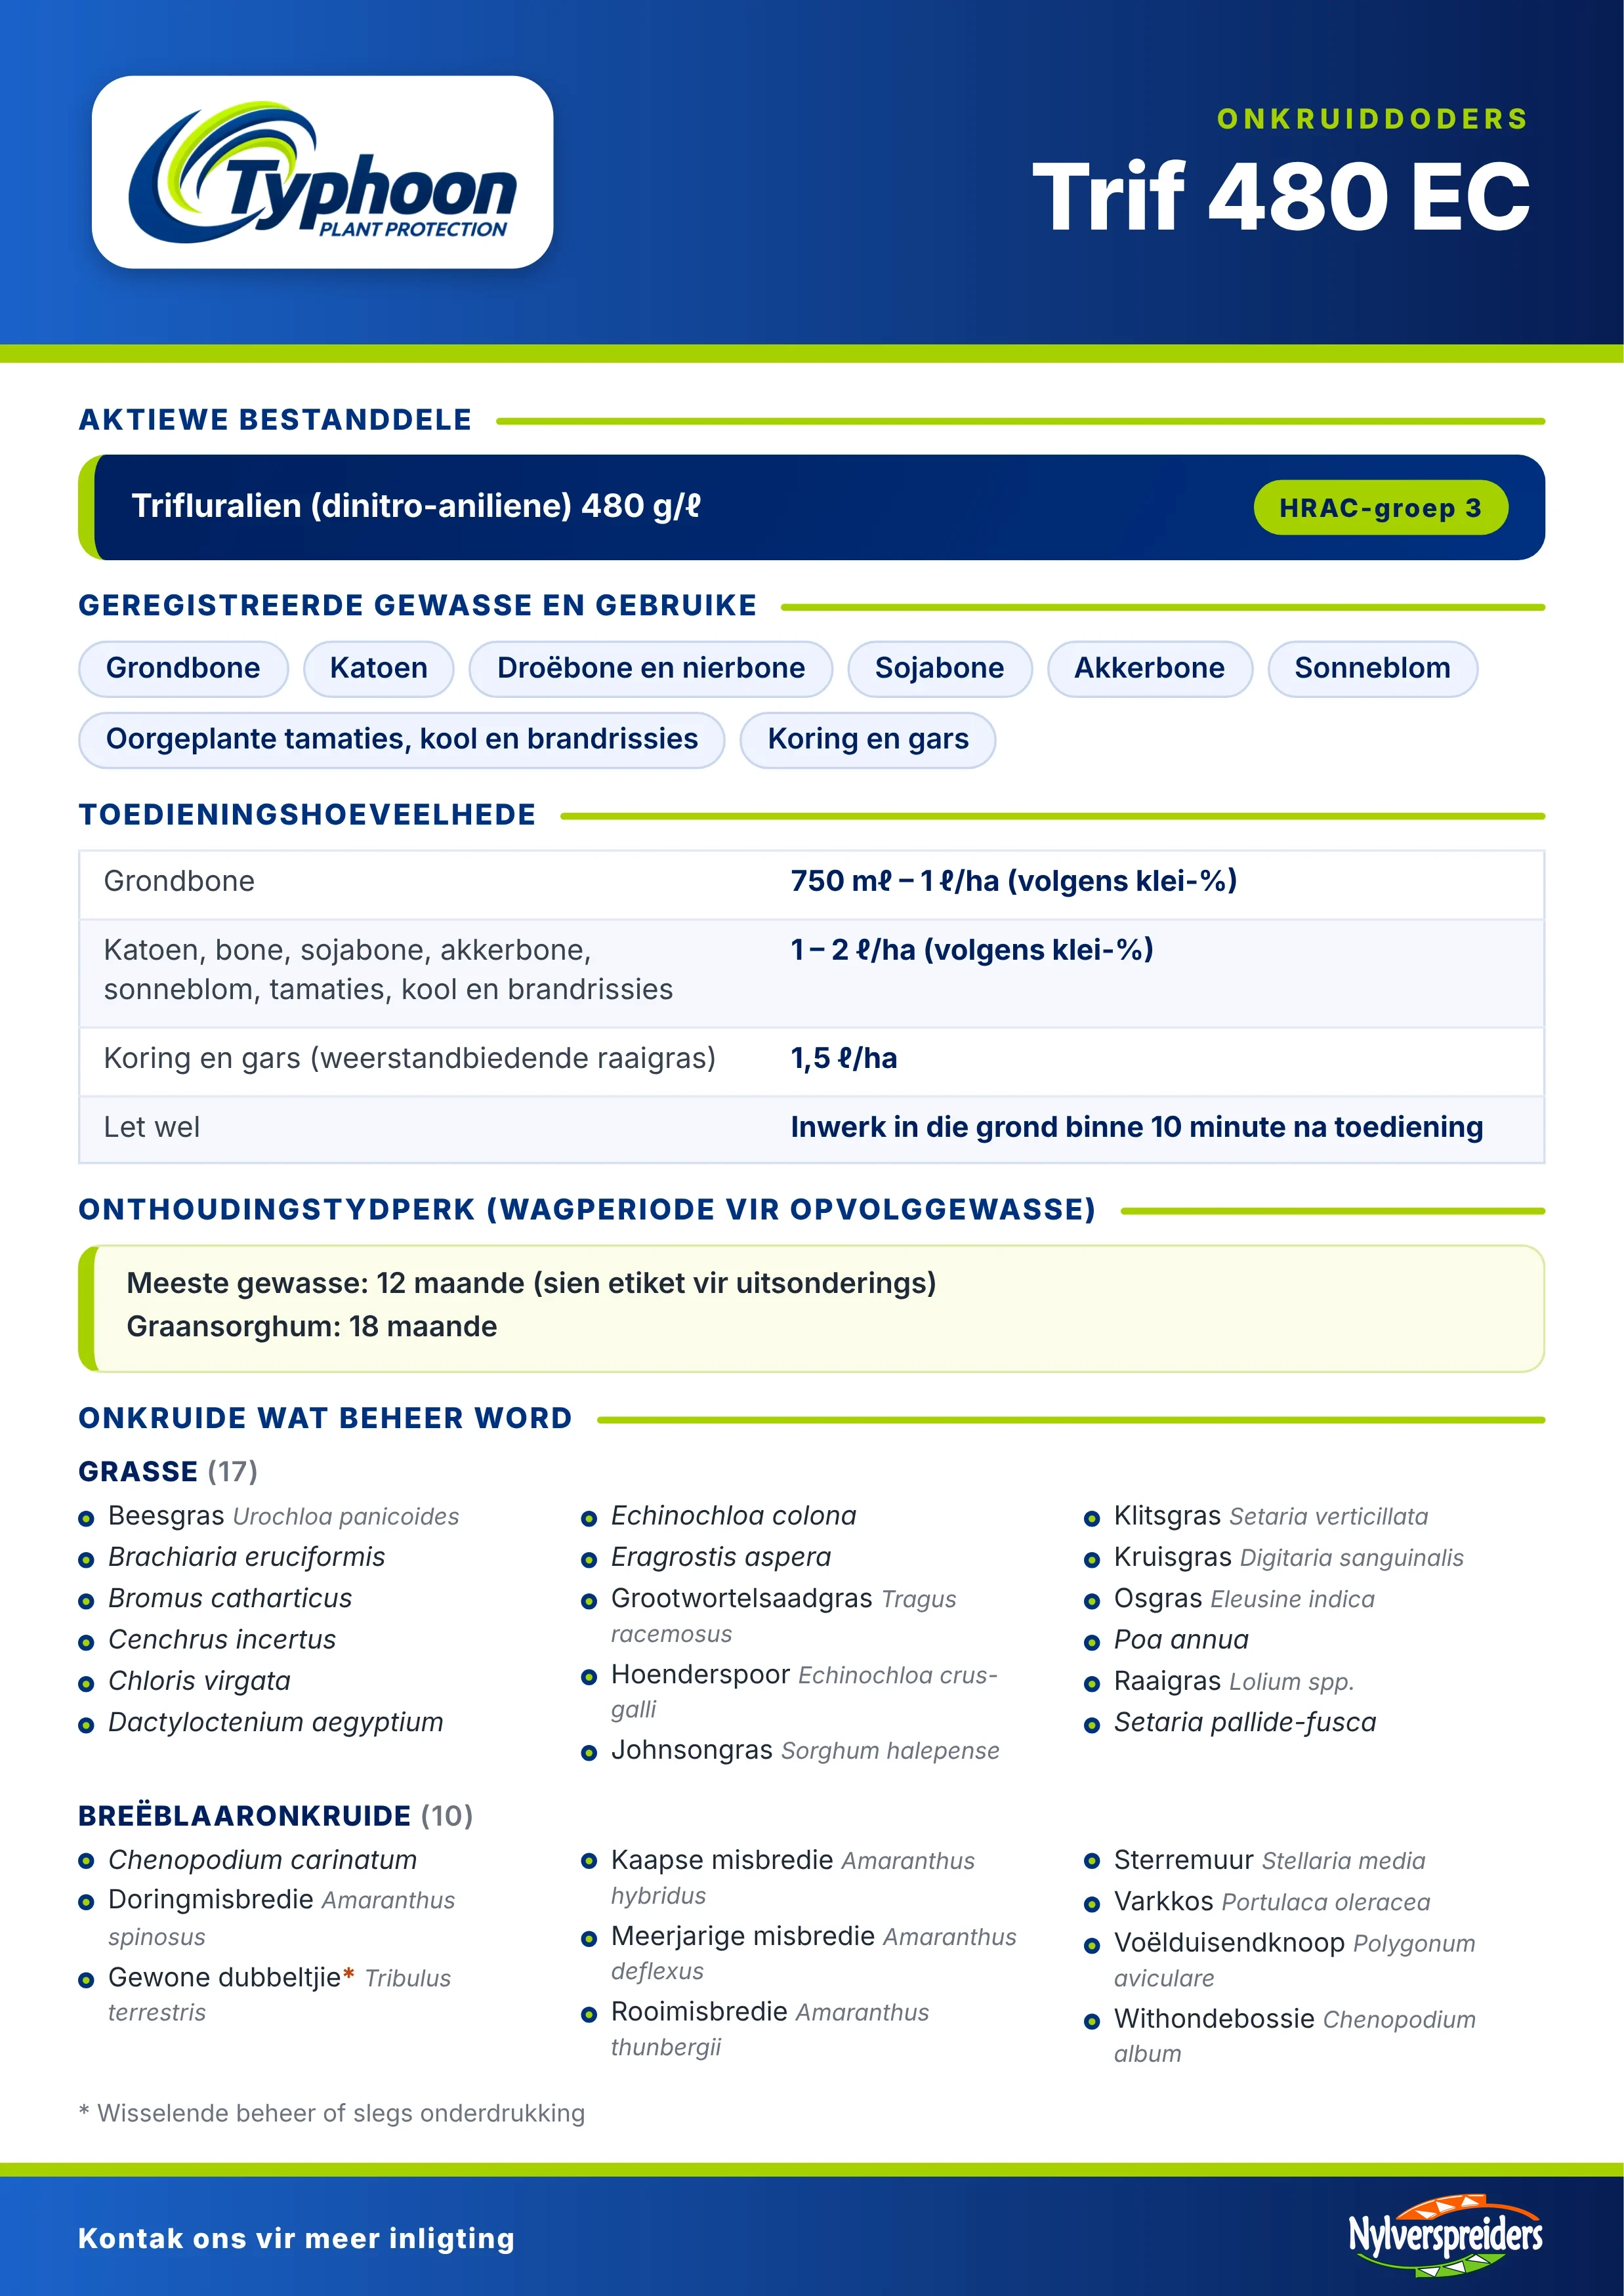 Typhoon
PLANT PROTECTION
ONKRUIDDODERS
Trif 480 EC
AKTIEWE BESTANDDELE
Trifluralien (dinitro-aniliene) 480 g/ℓ
HRAC-groep 3
GEREGISTREERDE GEWASSE EN GEBRUIKE
Grondbone Katoen Droëbone en nierbone Sojabone Akkerbone Sonneblom
Oorgeplante tamaties, kool en brandrissies Koring en gars
TOEDIENINGSHOEVEELHEDE
Grondbone 750 mℓ – 1 ℓ/ha (volgens klei-%)
Katoen, bone, sojabone, akkerbone, 1 – 2 ℓ/ha (volgens klei-%)
sonneblom, tamaties, kool en brandrissies
Koring en gars (weerstandbiedende raaigras) 1,5 ℓ/ha
Let wel Inwerk in die grond binne 10 minute na toediening
ONTHOUDINGSTYDPERK (WAGPERIODE VIR OPVOLGGEWASSE)
Meeste gewasse: 12 maande (sien etiket vir uitsonderings)
Graansorghum: 18 maande
ONKRUIDE WAT BEHEER WORD
GRASSE (17)
Beesgras Urochloa panicoides
Brachiaria eruciformis
Bromus catharticus
Cenchrus incertus
Chloris virgata
Dactyloctenium aegyptium
Echinochloa colona
Eragrostis aspera
Grootwortelsaadgras Tragus
racemosus
Hoenderspoor Echinochloa crus-
galli
Johnsongras Sorghum halepense
Klitsgras Setaria verticillata
Kruisgras Digitaria sanguinalis
Osgras Eleusine indica
Poa annua
Raaigras Lolium spp.
Setaria pallide-fusca
BREËBLAARONKRUIDE (10)
Chenopodium carinatum
Doringmisbredie Amaranthus
spinosus
Gewone dubbeltjie* Tribulus
terrestris
Kaapse misbredie Amaranthus
hybridus
Meerjarige misbredie Amaranthus
deflexus
Rooimisbredie Amaranthus
thunbergii
Sterremuur Stellaria media
Varkkos Portulaca oleracea
Voëlduisendknoop Polygonum
aviculare
Withondebossie Chenopodium
album
* Wisselende beheer of slegs onderdrukking
Kontak ons vir meer inligting
Nylverspreiders